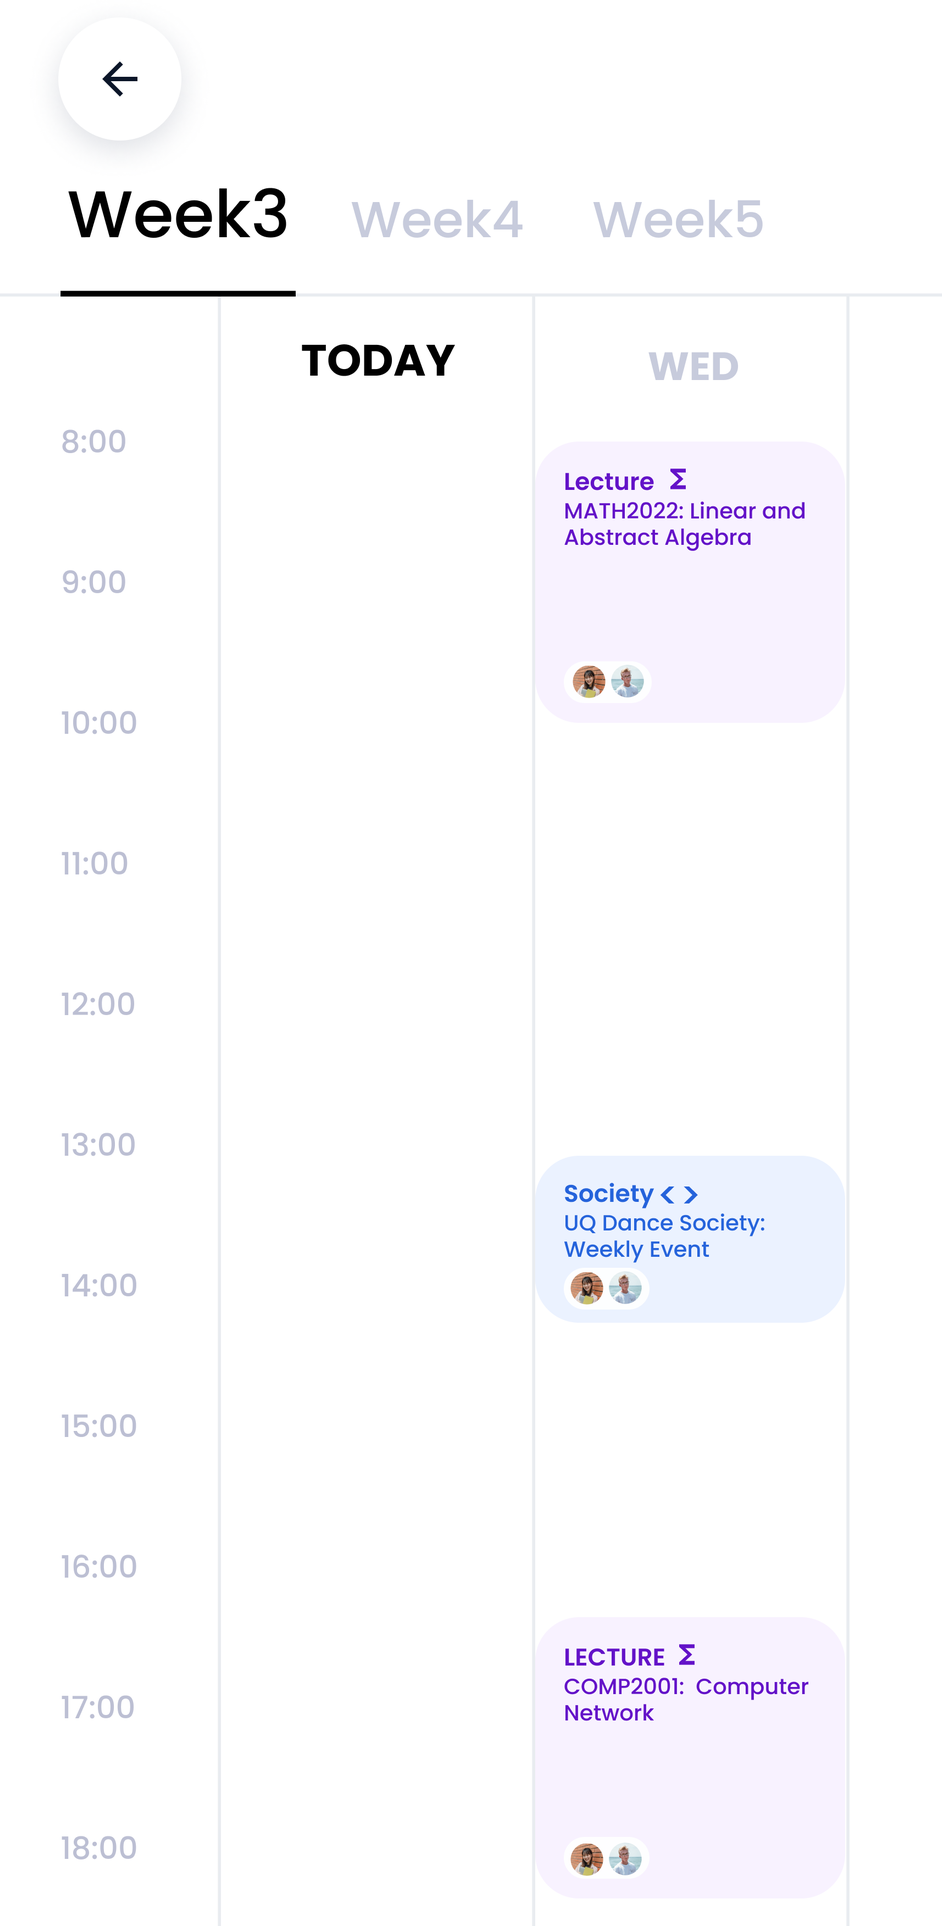 Week3 Week4 Week5
TODAY WED
8:00
Lecture Σ
MATH2022: Linear and
Abstract Algebra
9:00
10:00
11:00
12:00
13:00
Society < >
UQ Dance Society:
Weekly Event
14:00
15:00
16:00
LECTURE Σ
COMP2001: Computer
Network
17:00
18:00